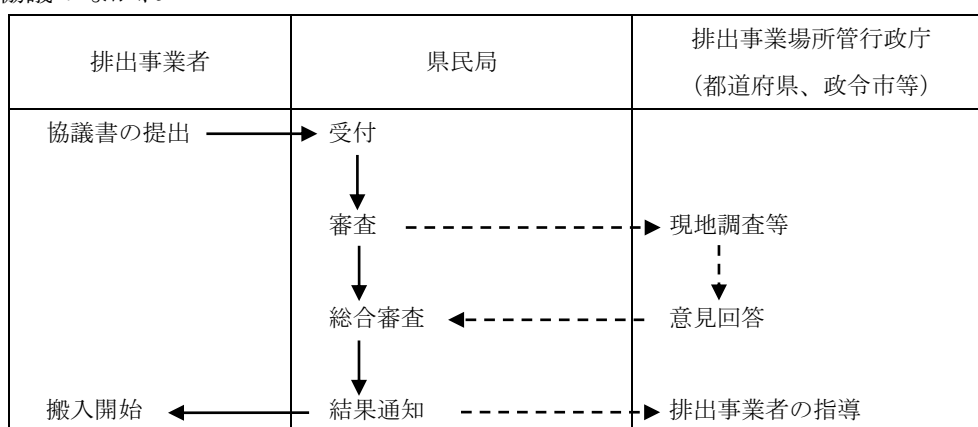 排出事業者
県民局
排出事業場所管行政庁
（都道府県、政令市等）
協議書の提出
受付
審査
現地調査等
総合審査
意見回答
搬入開始
結果通知
排出事業者の指導